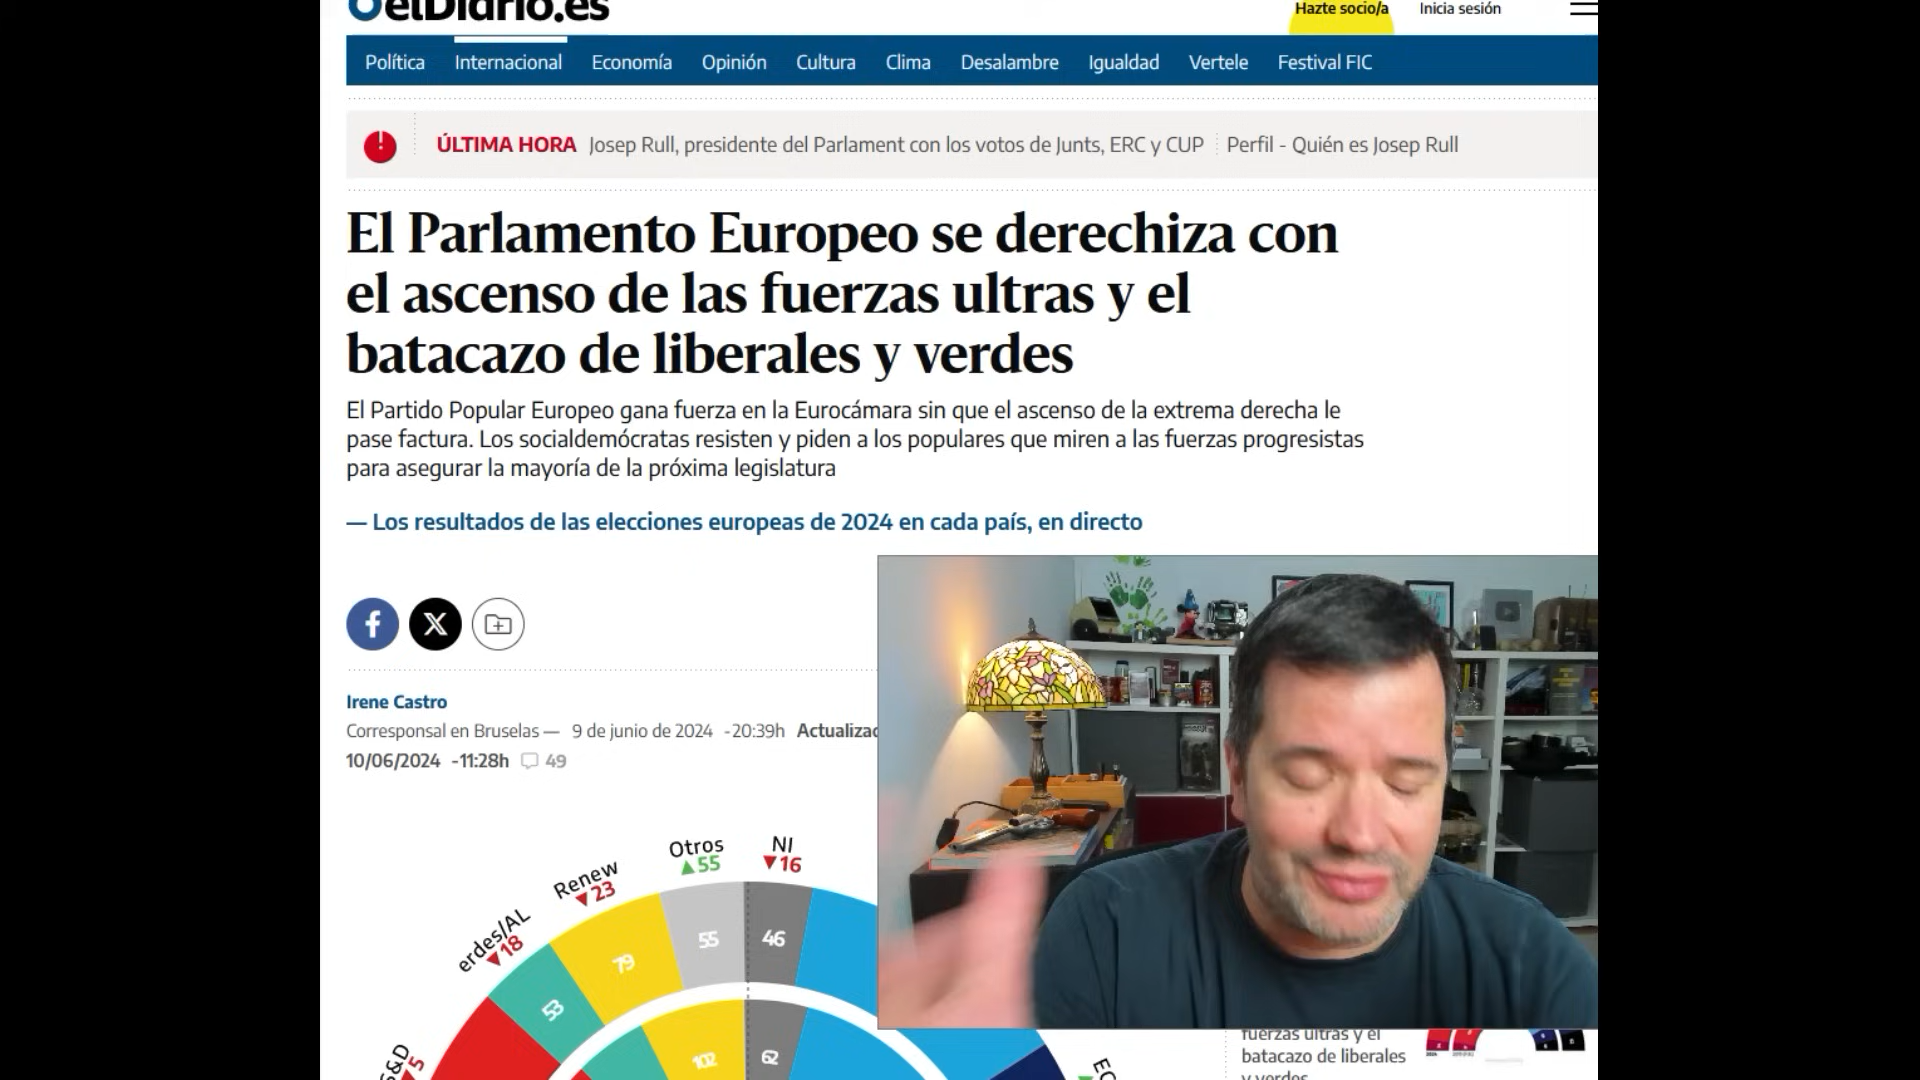 elDiario.es
Hazte socio/a
Inicia sesión
Política Internacional Economía Opinión Cultura Clima Desalambre Igualdad Vertele Festival FIC
ÚLTIMA HORA Josep Rull, presidente del Parlament con los votos de Junts, ERC y CUP Perfil - Quién es Josep Rull
El Parlamento Europeo se derechiza con
el ascenso de las fuerzas ultras y el
batacazo de liberales y verdes
El Partido Popular Europeo gana fuerza en la Eurocámara sin que el ascenso de la extrema derecha le
pase factura. Los socialdemócratas resisten y piden a los populares que miren a las fuerzas progresistas
para asegurar la mayoría de la próxima legislatura
— Los resultados de las elecciones europeas de 2024 en cada país, en directo
Irene Castro
Corresponsal en Bruselas — 9 de junio de 2024 -20:39h Actualizac
10/06/2024 -11:28h 49
Otros
▲55
NI
▼16
Renew
▼23
erdes/AL
▼18
S&D
▼5
EC
55
46
79
53
102
62
fuerzas ultras y el
batacazo de liberales
y verdes